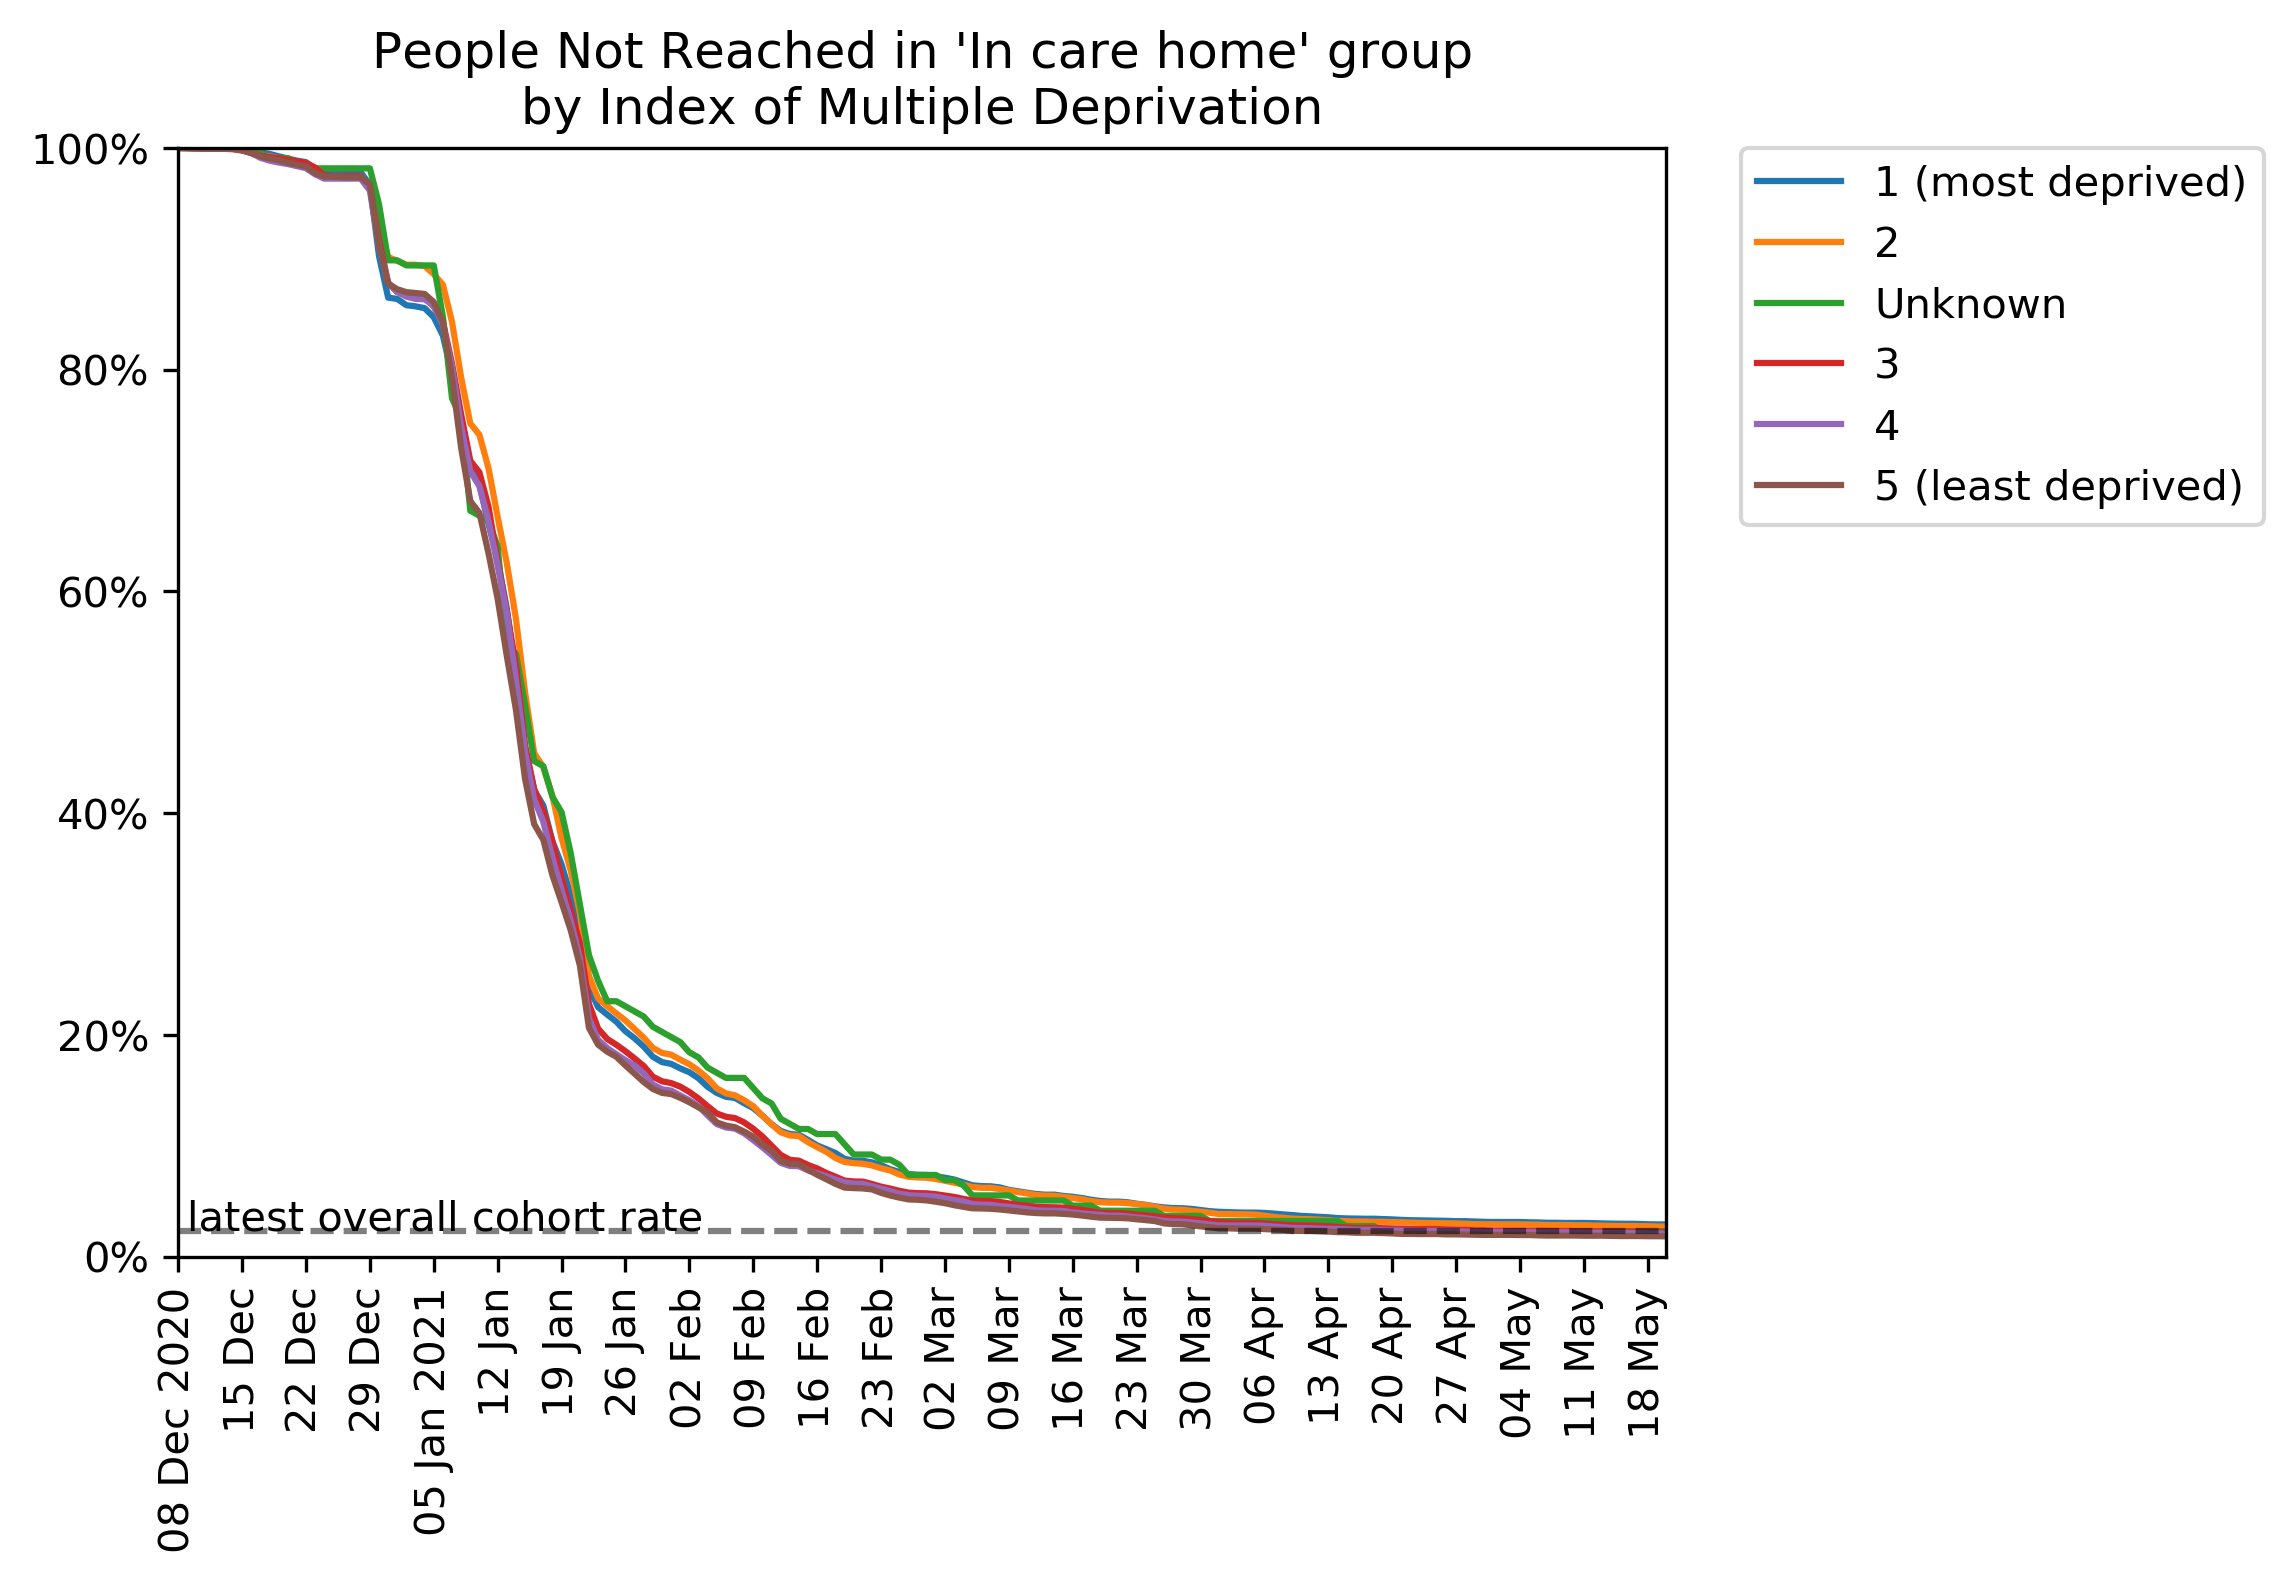 People Not Reached in 'In care home' group
by Index of Multiple Deprivation
100%
80%
60%
40%
20%
0%
latest overall cohort rate
1 (most deprived)
2
Unknown
3
4
5 (least deprived)
08 Dec 2020
15 Dec
22 Dec
29 Dec
05 Jan 2021
12 Jan
19 Jan
26 Jan
02 Feb
09 Feb
16 Feb
23 Feb
02 Mar
09 Mar
16 Mar
23 Mar
30 Mar
06 Apr
13 Apr
20 Apr
27 Apr
04 May
11 May
18 May